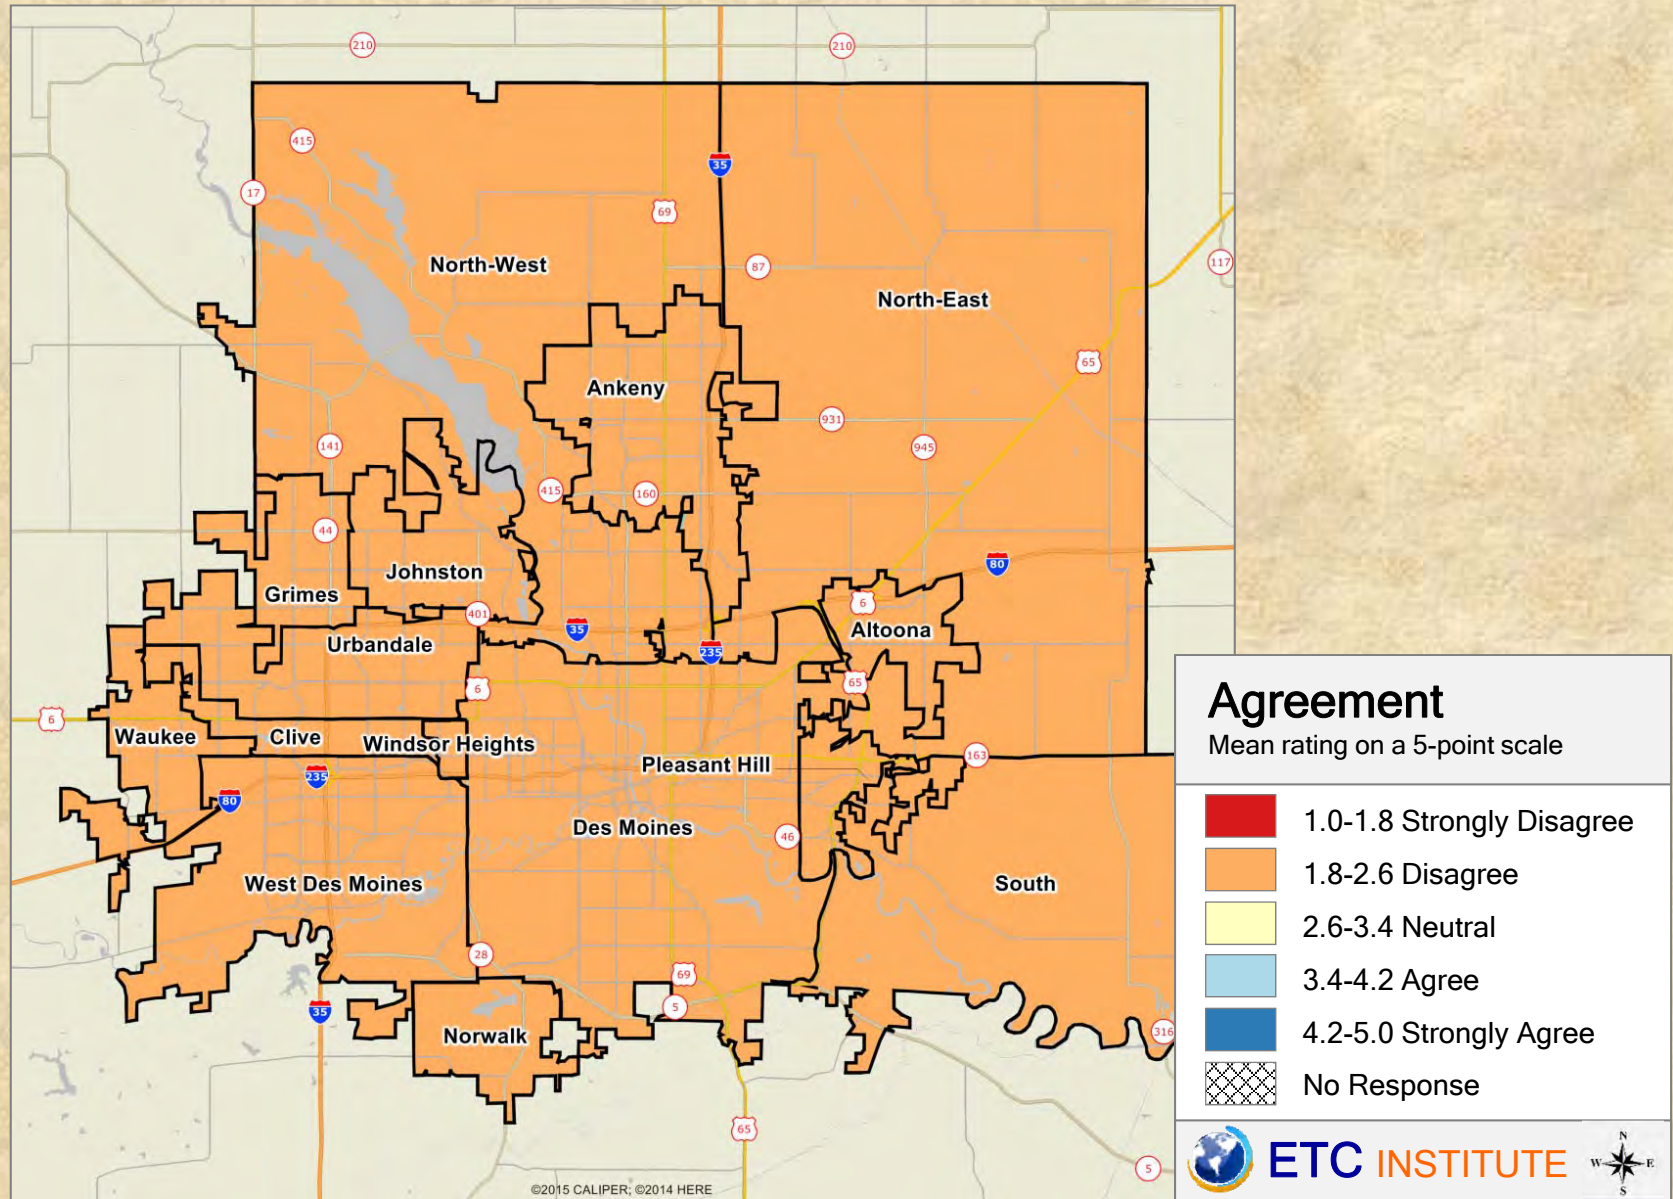 210
210
415
35
17
69
North-West
87
117
North-East
65
Ankeny
931
141
945
415
160
44
80
Johnston
Grimes
6
401
35
Altoona
Urbandale
235
65
6
6
Waukee
Clive
Windsor Heights
163
Pleasant Hill
235
80
Des Moines
46
West Des Moines
South
28
69
5
35
Norwalk
316
65
5
©2015 CALIPER; ©2014 HERE
Agreement
Mean rating on a 5-point scale
1.0-1.8 Strongly Disagree
1.8-2.6 Disagree
2.6-3.4 Neutral
3.4-4.2 Agree
4.2-5.0 Strongly Agree
No Response
ETC INSTITUTE
N
W E
S